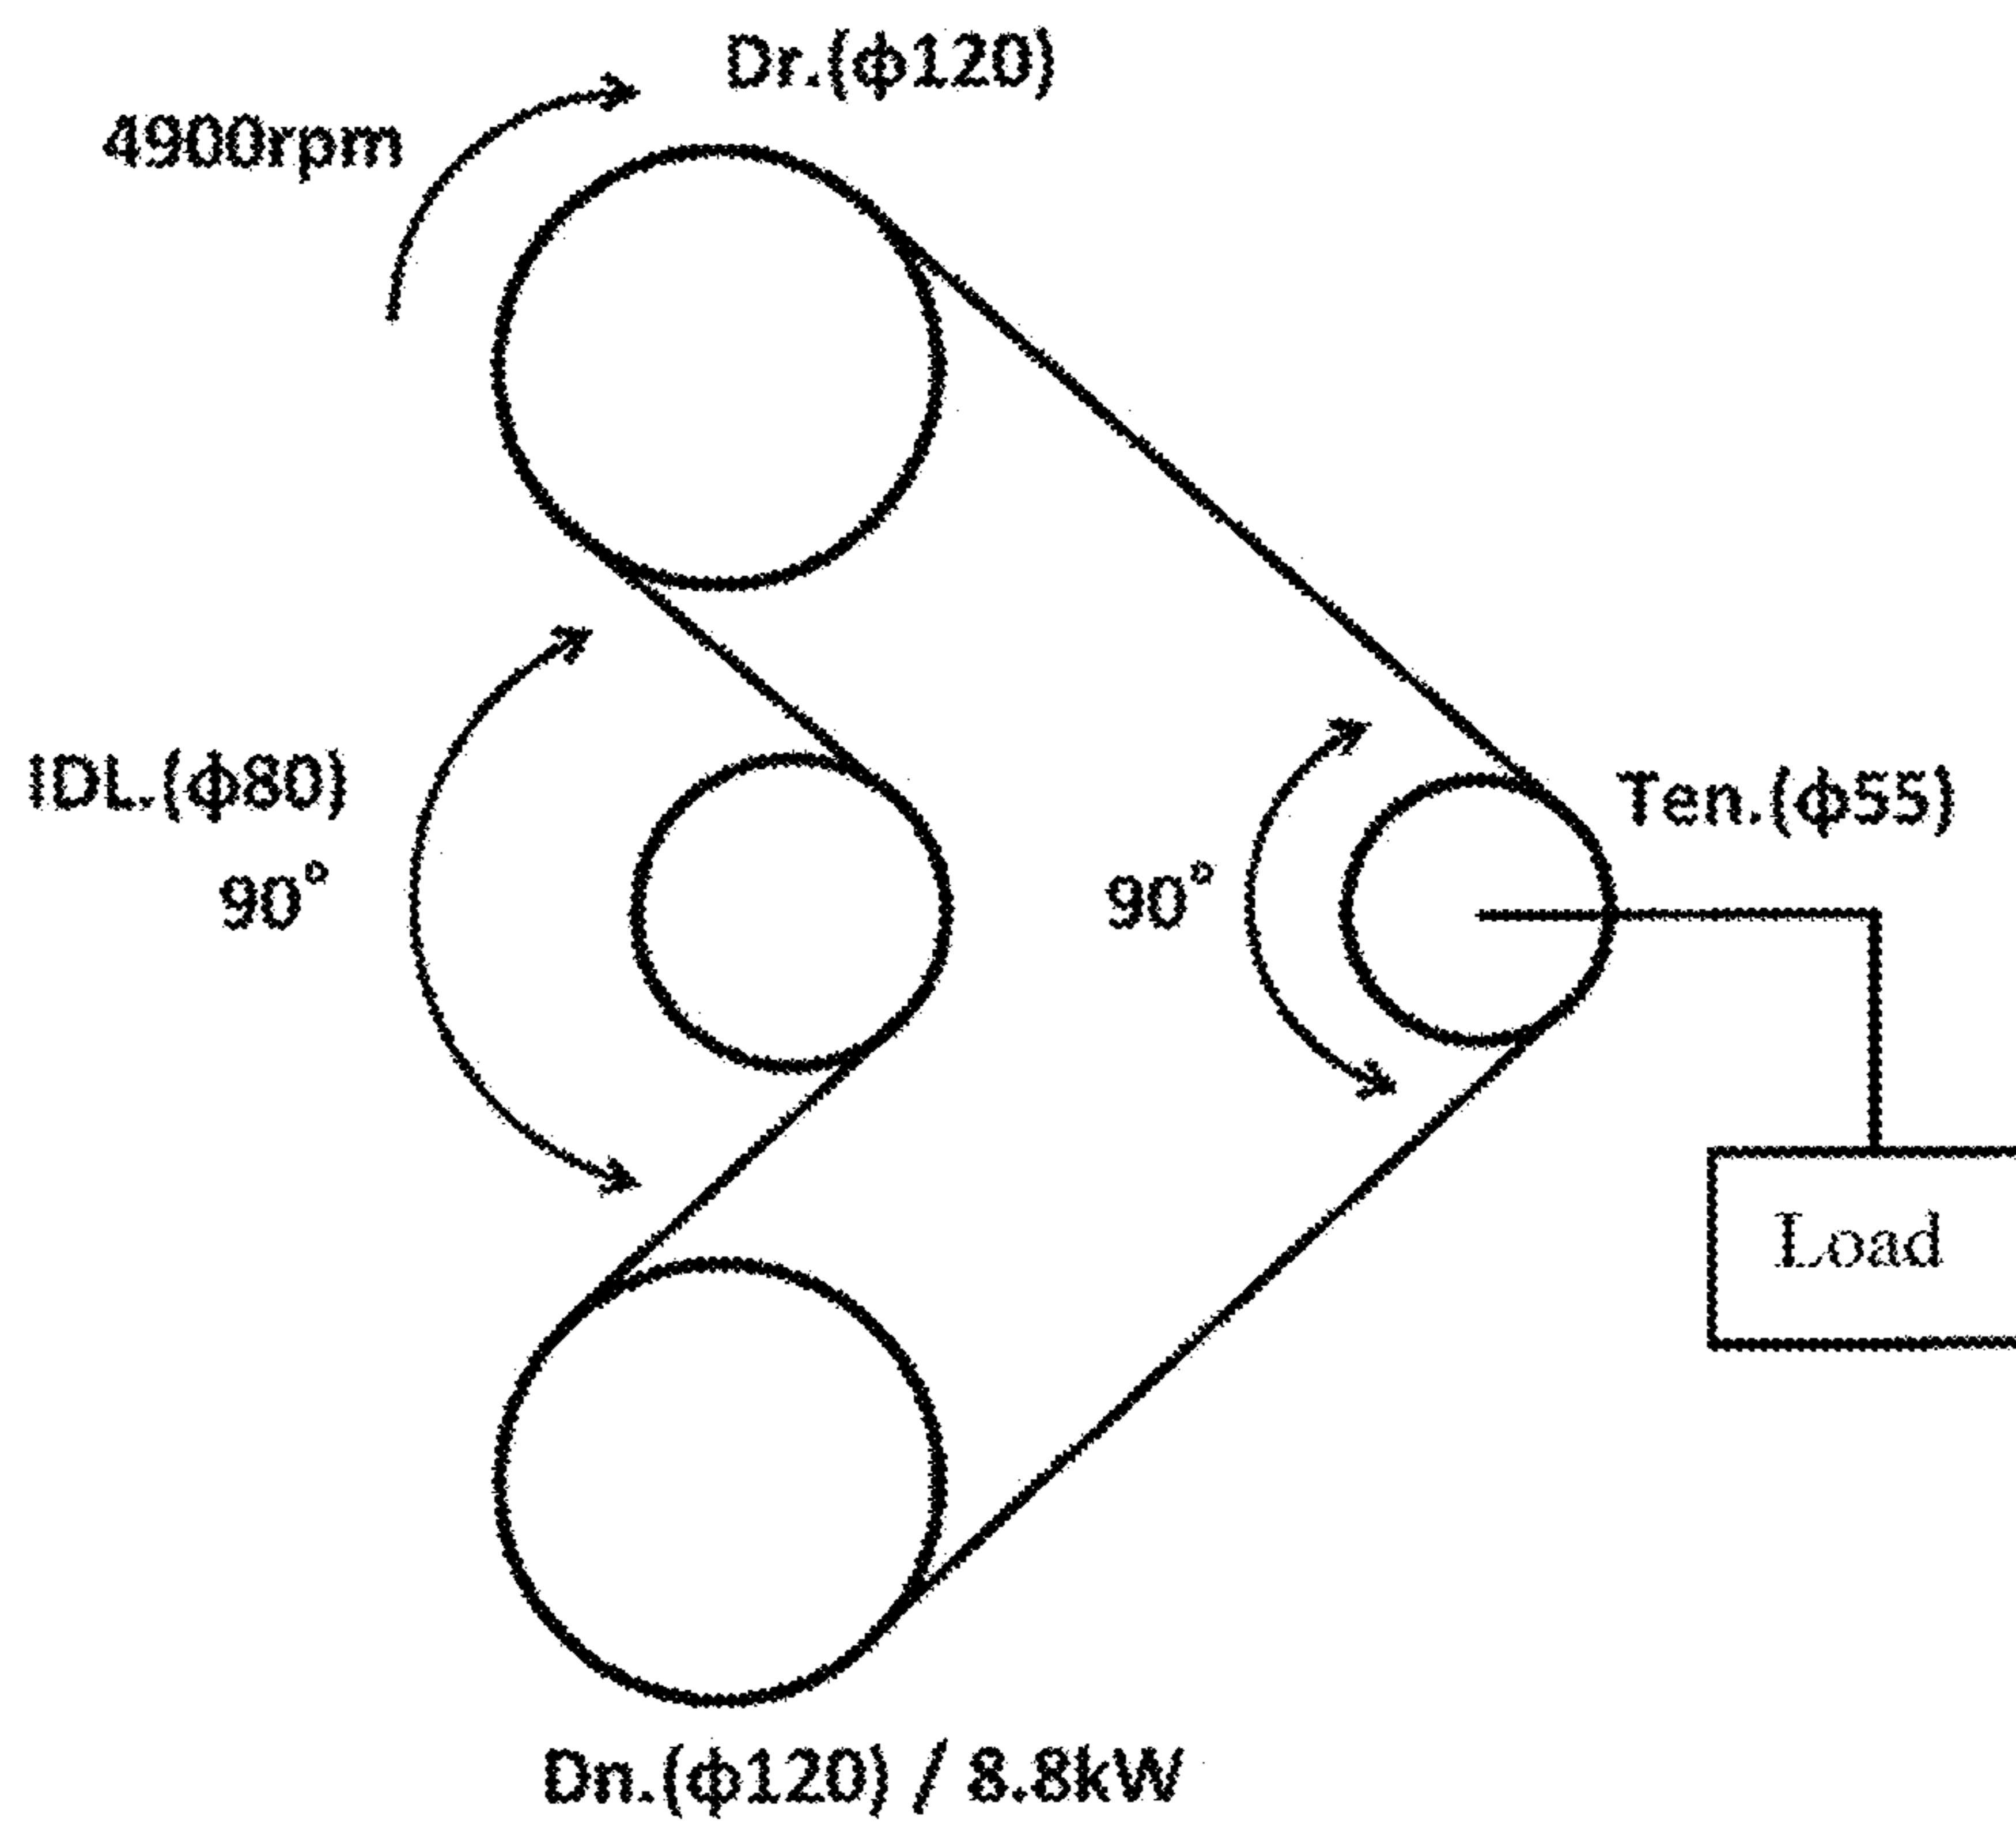 Dr.(ϕ120)
4900rpm
IDL.(ϕ80)
90°
90°
Ten.(ϕ55)
Load
Dn.(ϕ120) / 8.8kW